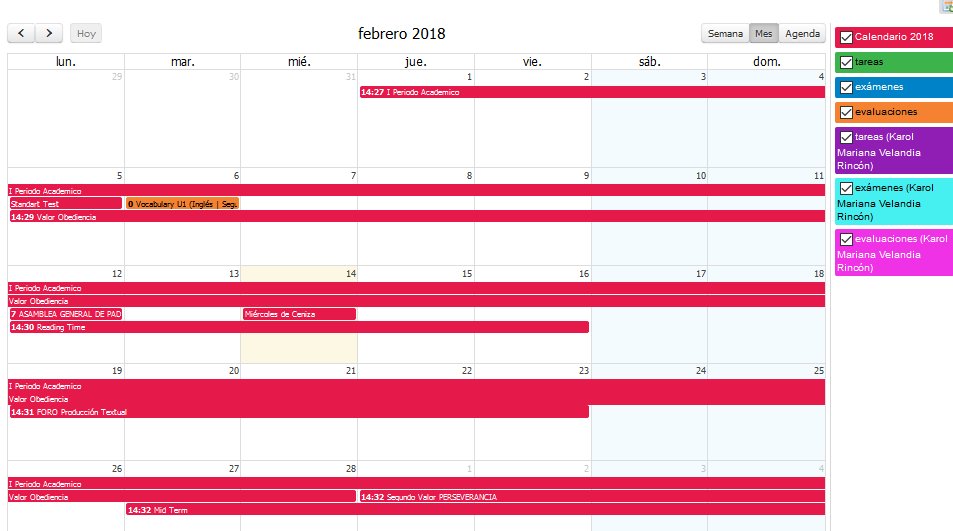 Hoy
febrero 2018
Semana Mes Agenda
lun. mar. mié. jue. vie. sáb. dom.
29 30 31 1 2 3 4
14:27 I Periodo Academico
5 6 7 8 9 10 11
I Periodo Academico
Standart Test
0 Vocabulary U1 (Inglés | Segu
14:29 Valor Obediencia
12 13 14 15 16 17 18
I Periodo Academico
Valor Obediencia
7 ASAMBLEA GENERAL DE PAD
Miércoles de Ceniza
14:30 Reading Time
19 20 21 22 23 24 25
I Periodo Academico
Valor Obediencia
14:31 FORO Producción Textual
26 27 28 1 2 3 4
I Periodo Academico
Valor Obediencia
14:32 Segundo Valor PERSEVERANCIA
14:32 Mid Term
Calendario 2018
tareas
exámenes
evaluaciones
tareas (Karol
Mariana Velandia
Rincón)
exámenes (Karol
Mariana Velandia
Rincón)
evaluaciones (Karol
Mariana Velandia
Rincón)